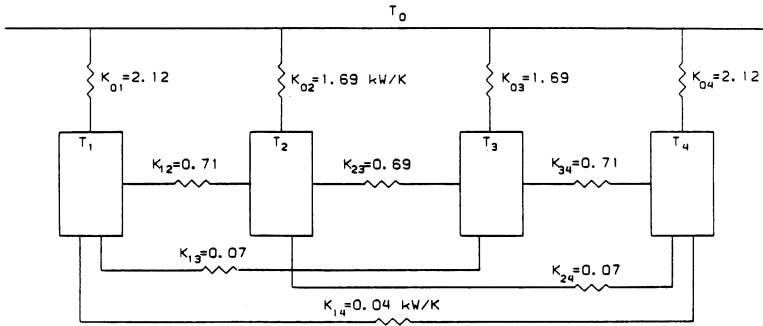 T0
K01=2.12
K02=1.69 kW/K
K03=1.69
K04=2.12
T1
T2
T3
T4
K12=0.71
K23=0.69
K34=0.71
K13=0.07
K24=0.07
K14=0.04 kW/K